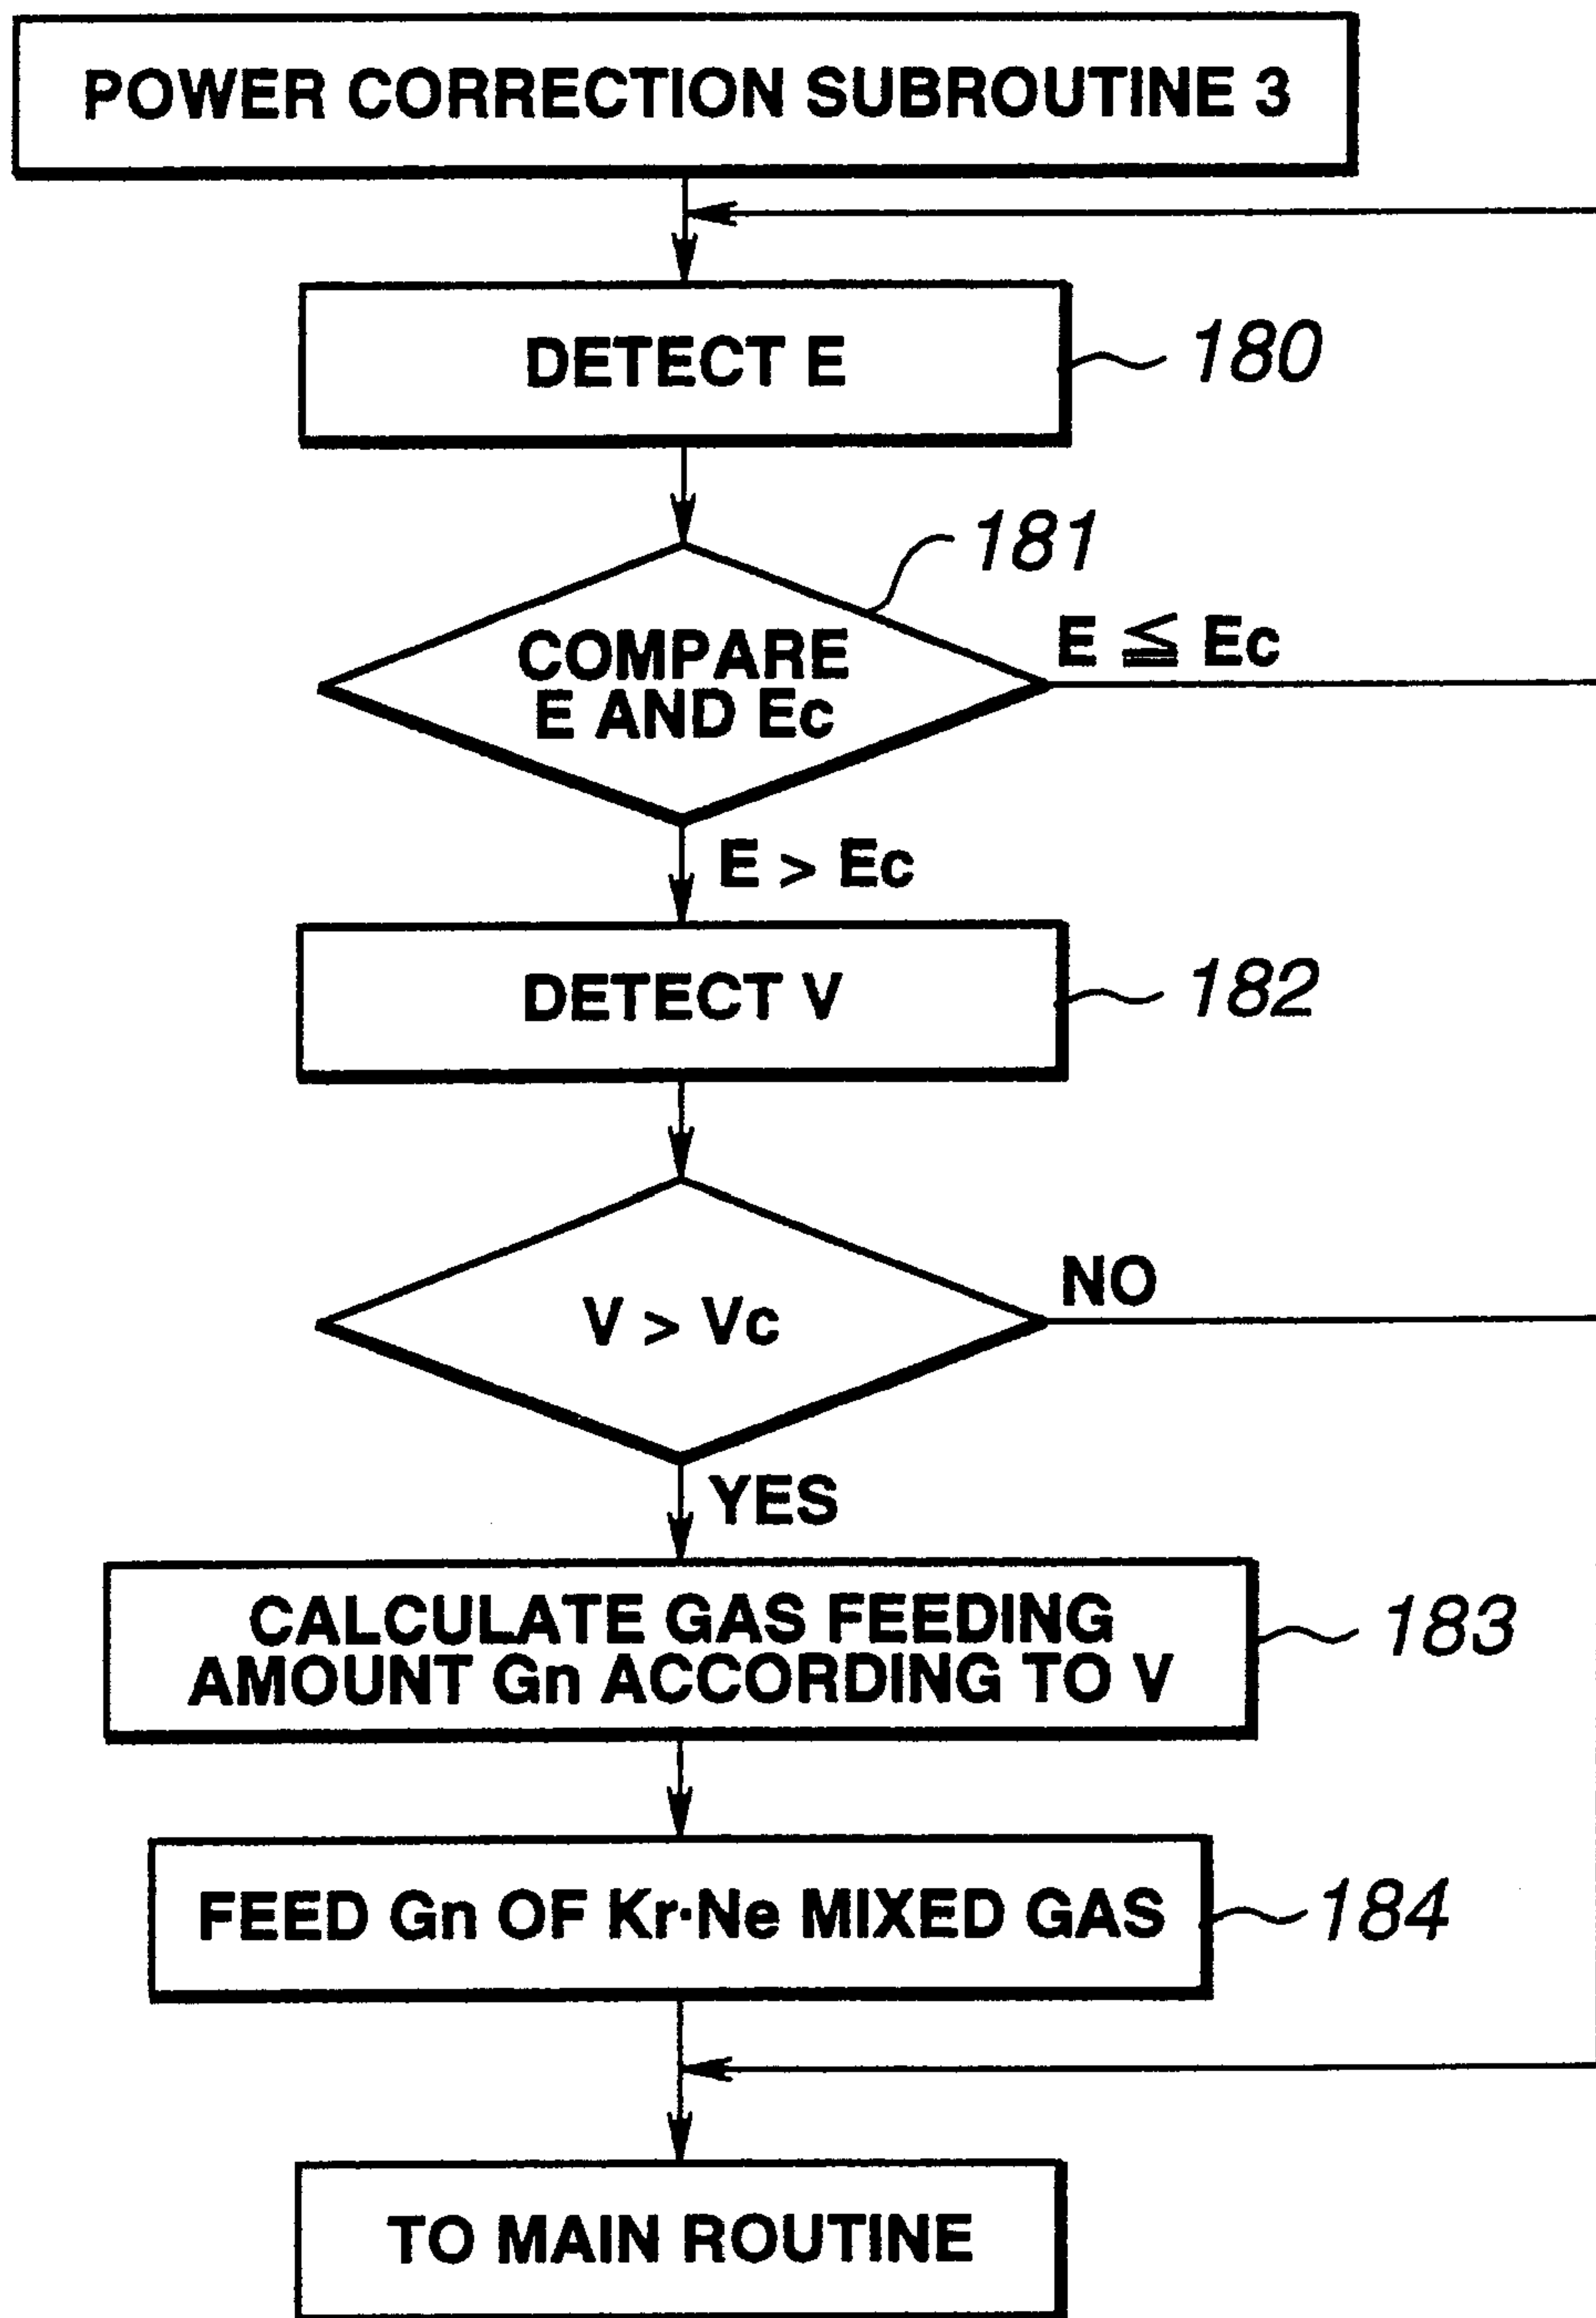 POWER CORRECTION SUBROUTINE 3
DETECT E
180
181
COMPARE
E AND Ec
E ≦ Ec
E > Ec
DETECT V
182
V > Vc
NO
YES
CALCULATE GAS FEEDING
AMOUNT Gn ACCORDING TO V
183
FEED Gn OF Kr·Ne MIXED GAS
184
TO MAIN ROUTINE